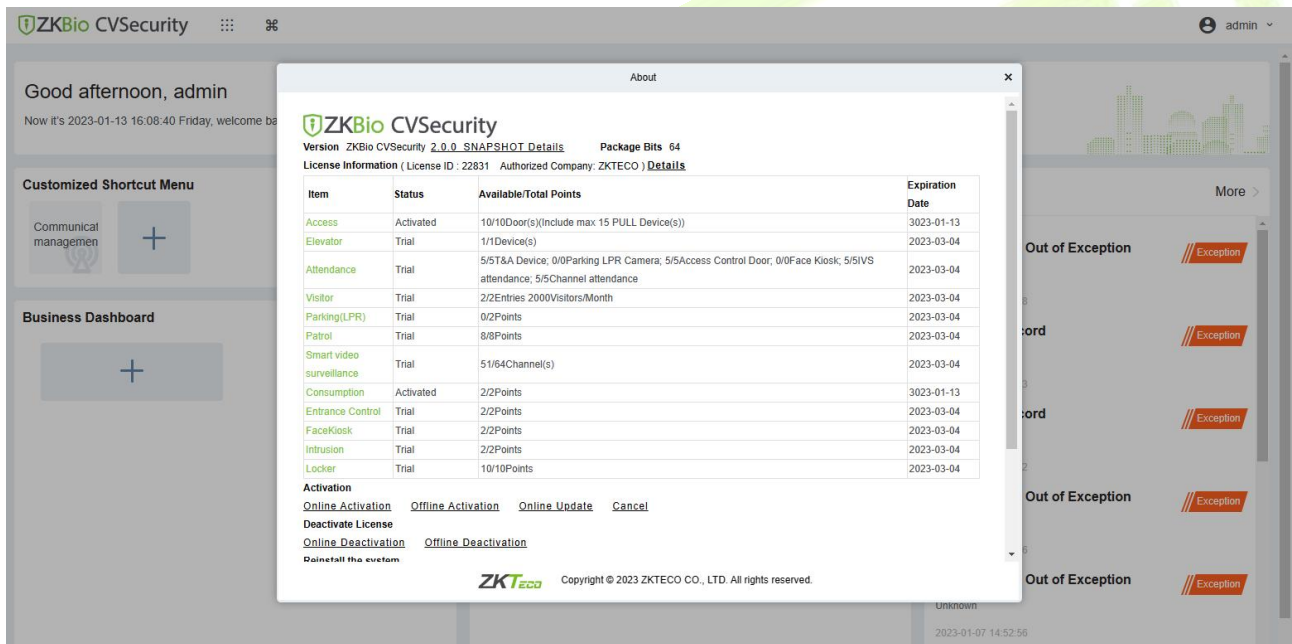 ZKBio CVSecurity
admin
Good afternoon, admin
Now it's 2023-01-13 16:08:40 Friday, welcome ba
Customized Shortcut Menu
Communicat
managemen
Business Dashboard
About
ZKBio CVSecurity
Version ZKBio CVSecurity 2.0.0_SNAPSHOT Details Package Bits 64
License Information ( License ID : 22831 Authorized Company: ZKTECO ) Details
Item Status Available/Total Points Expiration Date
Access Activated 10/10Door(s)(Include max 15 PULL Device(s)) 3023-01-13
Elevator Trial 1/1Device(s) 2023-03-04
Attendance Trial 5/5T&A Device; 0/0Parking LPR Camera; 5/5Access Control Door; 0/0Face Kiosk; 5/5IVS attendance; 5/5Channel attendance 2023-03-04
Visitor Trial 2/2Entries 2000Visitors/Month 2023-03-04
Parking(LPR) Trial 0/2Points 2023-03-04
Patrol Trial 8/8Points 2023-03-04
Smart video surveillance Trial 51/64Channel(s) 2023-03-04
Consumption Activated 2/2Points 3023-01-13
Entrance Control Trial 2/2Points 2023-03-04
FaceKiosk Trial 2/2Points 2023-03-04
Intrusion Trial 2/2Points 2023-03-04
Locker Trial 10/10Points 2023-03-04
Activation
Online Activation Offline Activation Online Update Cancel
Deactivate License
Online Deactivation Offline Deactivation
Reinstall the system
ZKTeco Copyright © 2023 ZKTECO CO., LTD. All rights reserved.
More
Out of Exception
Exception
8
cord
Exception
3
cord
Exception
2
Out of Exception
Exception
6
Out of Exception
Exception
Unknown
2023-01-07 14:52:56